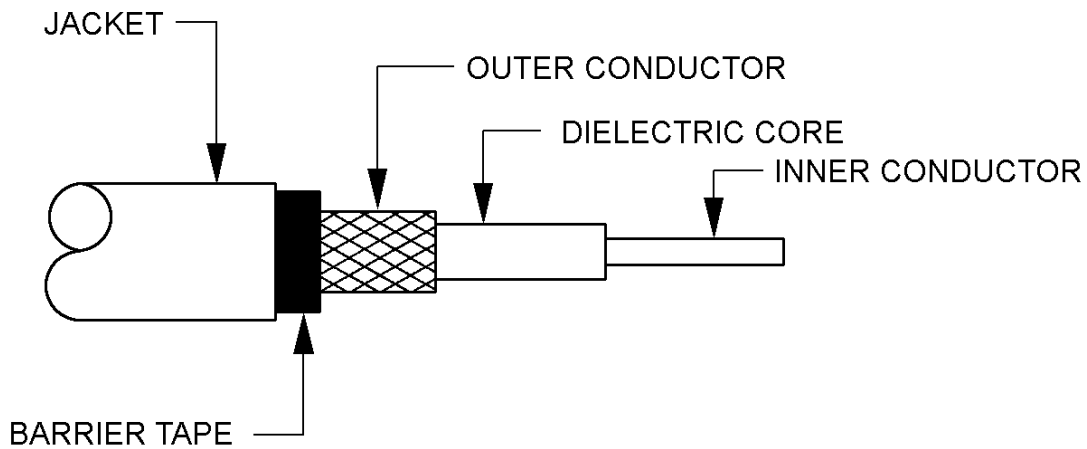 JACKET
OUTER CONDUCTOR
DIELECTRIC CORE
INNER CONDUCTOR
BARRIER TAPE